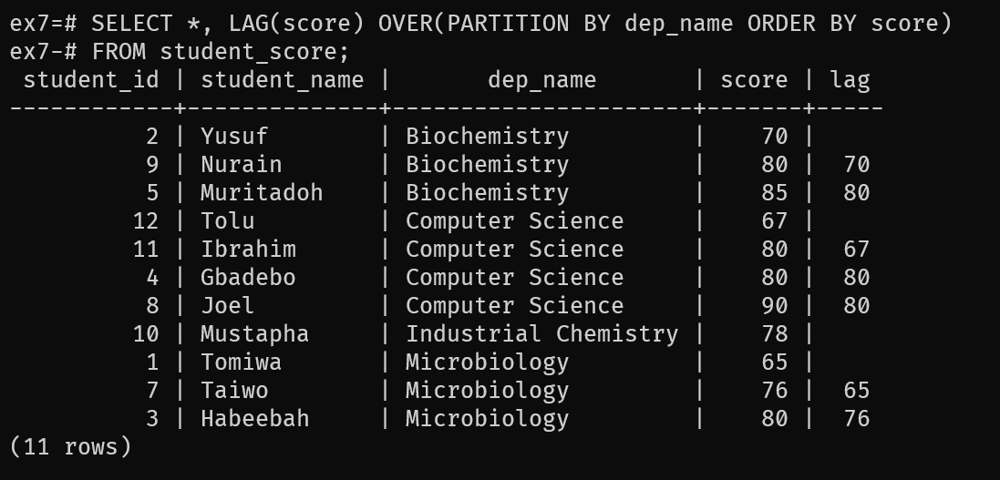 ex7=# SELECT *, LAG(score) OVER(PARTITION BY dep_name ORDER BY score)
ex7-# FROM student_score;
 student_id | student_name |       dep_name       | score | lag
------------+--------------+----------------------+-------+-----
          2 | Yusuf        | Biochemistry         |    70 |
          9 | Nurain       | Biochemistry         |    80 |  70
          5 | Muritadoh    | Biochemistry         |    85 |  80
         12 | Tolu         | Computer Science     |    67 |
         11 | Ibrahim      | Computer Science     |    80 |  67
          4 | Gbadebo      | Computer Science     |    80 |  80
          8 | Joel         | Computer Science     |    90 |  80
         10 | Mustapha     | Industrial Chemistry |    78 |
          1 | Tomiwa       | Microbiology         |    65 |
          7 | Taiwo        | Microbiology         |    76 |  65
          3 | Habeebah     | Microbiology         |    80 |  76
(11 rows)